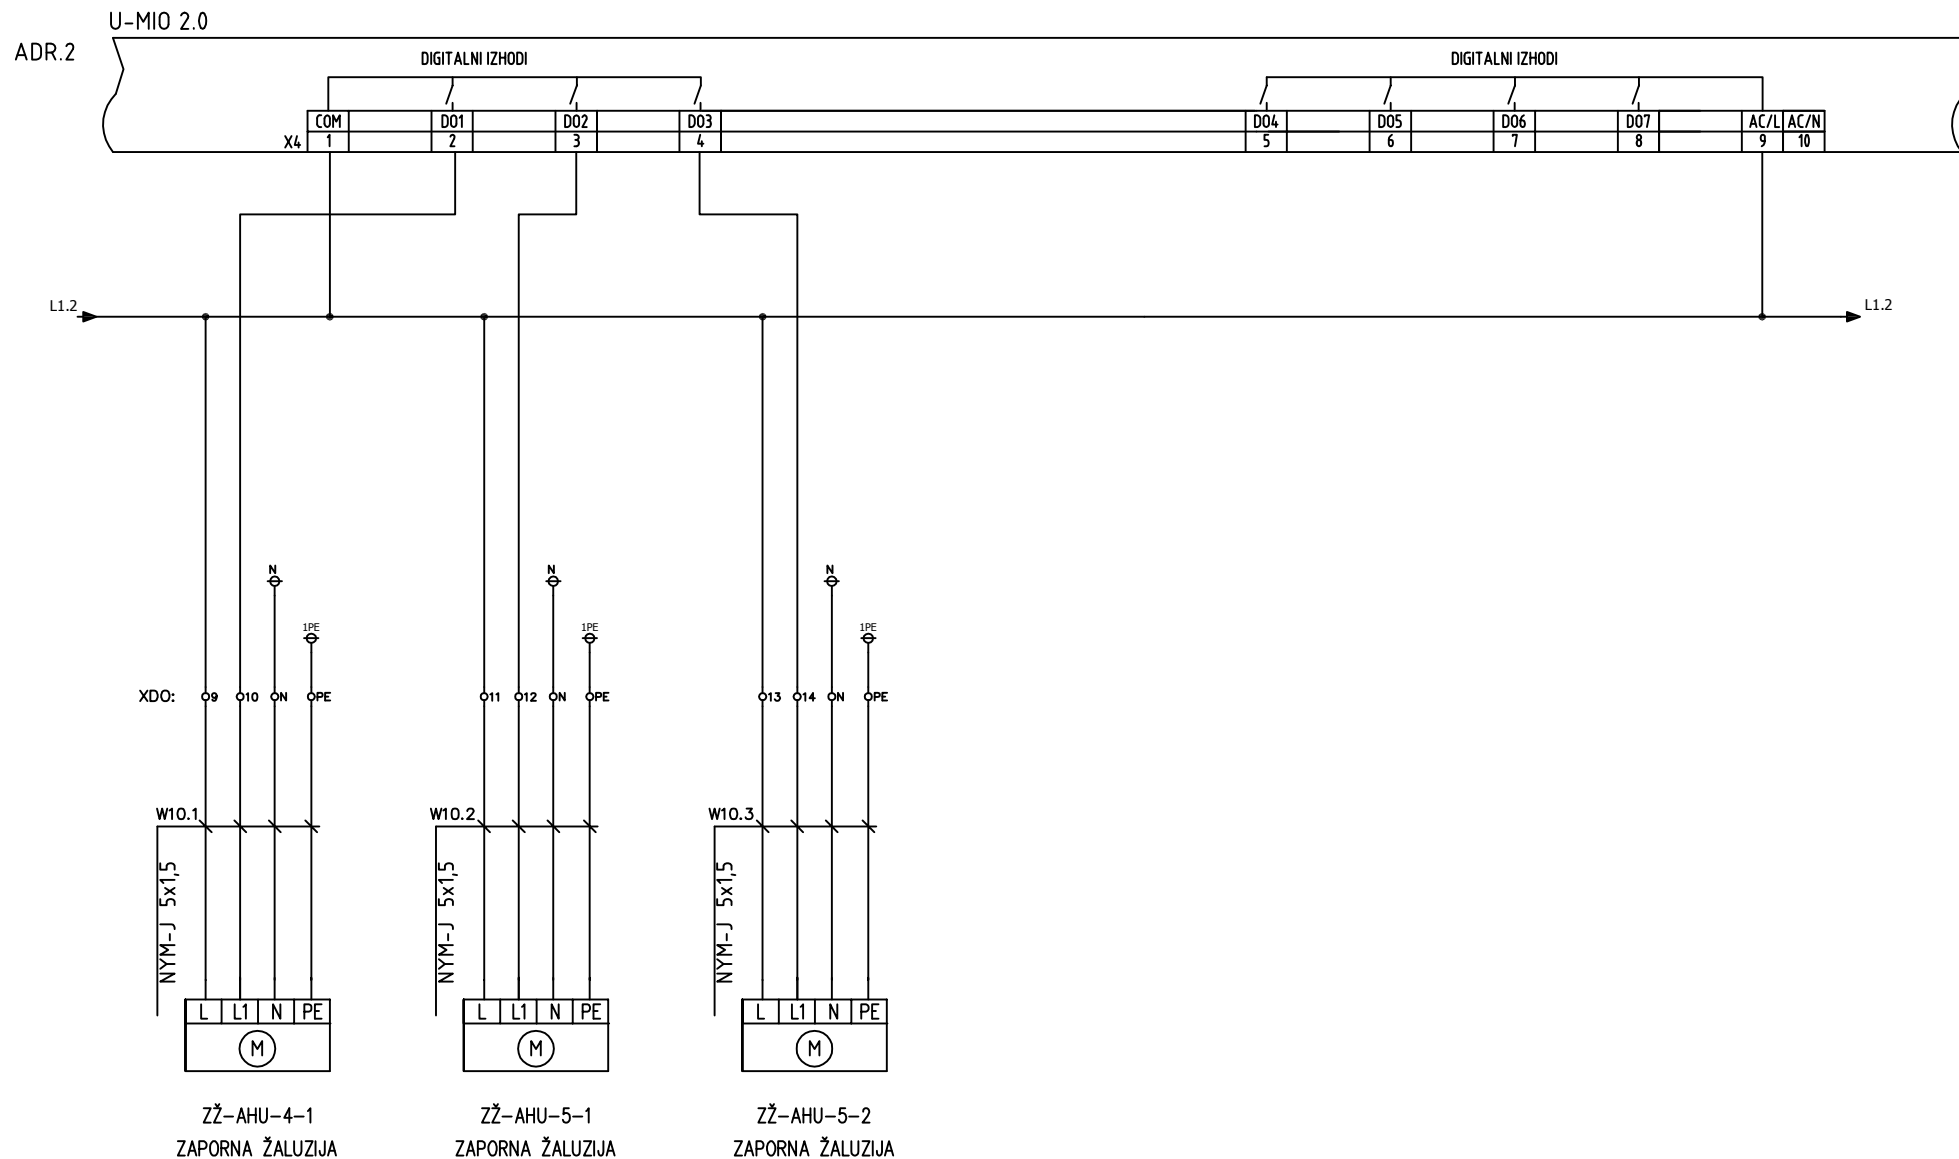 U-MIO 2.0
ADR.2
DIGITALNI IZHODI DIGITALNI IZHODI
COM DO1 DO2 DO3 DO4 DO5 DO6 DO7 AC/L AC/N
X4 1 2 3 4 5 6 7 8 9 10
L1.2 L1.2
N N N
1PE 1PE 1PE
XDO: 9 10 N PE 11 12 N PE 13 14 N PE
W10.1 W10.2 W10.3
NYM-J 5x1,5 NYM-J 5x1,5 NYM-J 5x1,5
L L1 N PE L L1 N PE L L1 N PE
M M M
ZŽ-AHU-4-1 ZŽ-AHU-5-1 ZŽ-AHU-5-2
ZAPORNA ŽALUZIJA ZAPORNA ŽALUZIJA ZAPORNA ŽALUZIJA